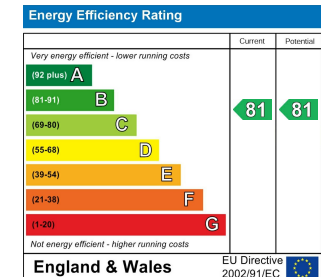 Energy Efficiency Rating
Current Potential
Very energy efficient - lower running costs
(92 plus) A
(81-91) B
81 81
(69-80) C
(55-68) D
(39-54) E
(21-38) F
(1-20) G
Not energy efficient - higher running costs
England & Wales
EU Directive
2002/91/EC